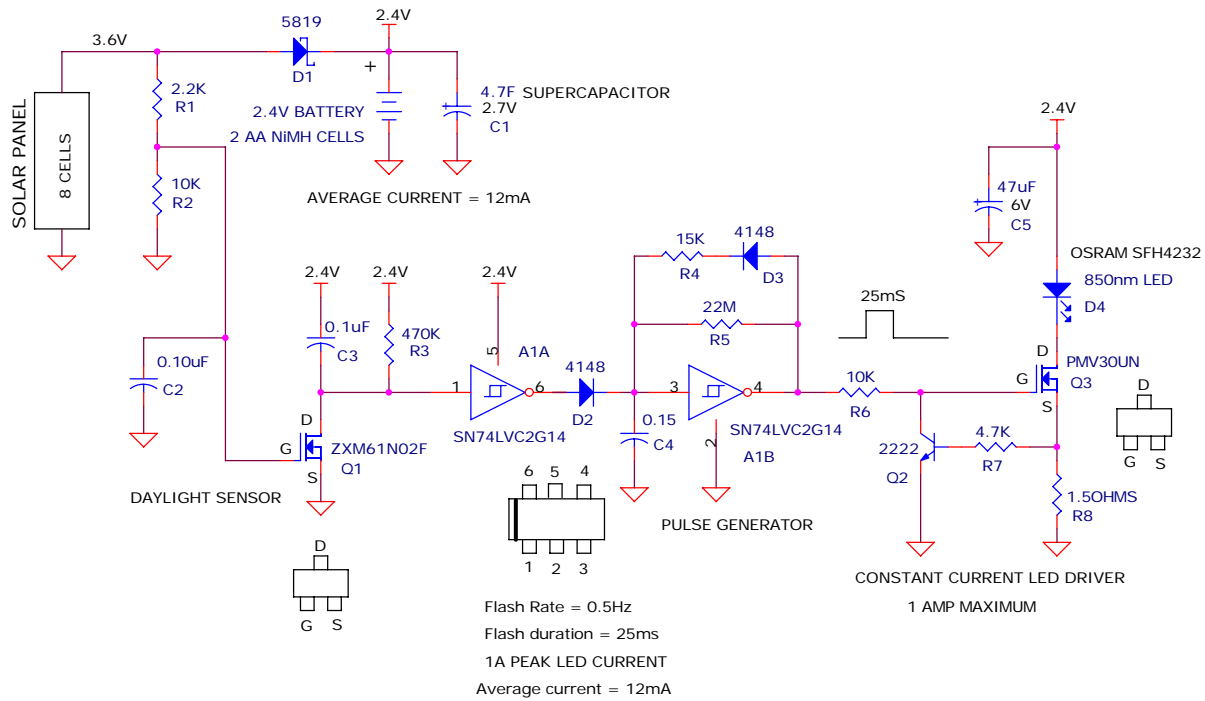 5819
2.4V
3.6V
D1
+
SOLAR PANEL
8 CELLS
2.2K
R1
10K
R2
2.4V BATTERY
2 AA NiMH CELLS
4.7F
SUPERCAPACITOR
+
2.7V
C1
AVERAGE CURRENT = 12mA
2.4V
47uF
+
6V
C5
OSRAM SFH4232
850nm LED
D4
2.4V
2.4V
2.4V
0.1uF
C3
470K
R3
5
A1A
1
6
SN74LVC2G14
4148
D2
15K
R4
4148
D3
22M
R5
3
4
0.15
C4
2
SN74LVC2G14
A1B
25mS
10K
R6
D
G
S
PMV30UN
Q3
D
G
S
2222
Q2
4.7K
R7
1.5OHMS
R8
0.10uF
C2
D
G
S
ZXM61N02F
Q1
DAYLIGHT SENSOR
6
5
4
1
2
3
PULSE GENERATOR
D
G
S
CONSTANT CURRENT LED DRIVER
1 AMP MAXIMUM
Flash Rate = 0.5Hz
Flash duration = 25ms
1A PEAK LED CURRENT
Average current = 12mA